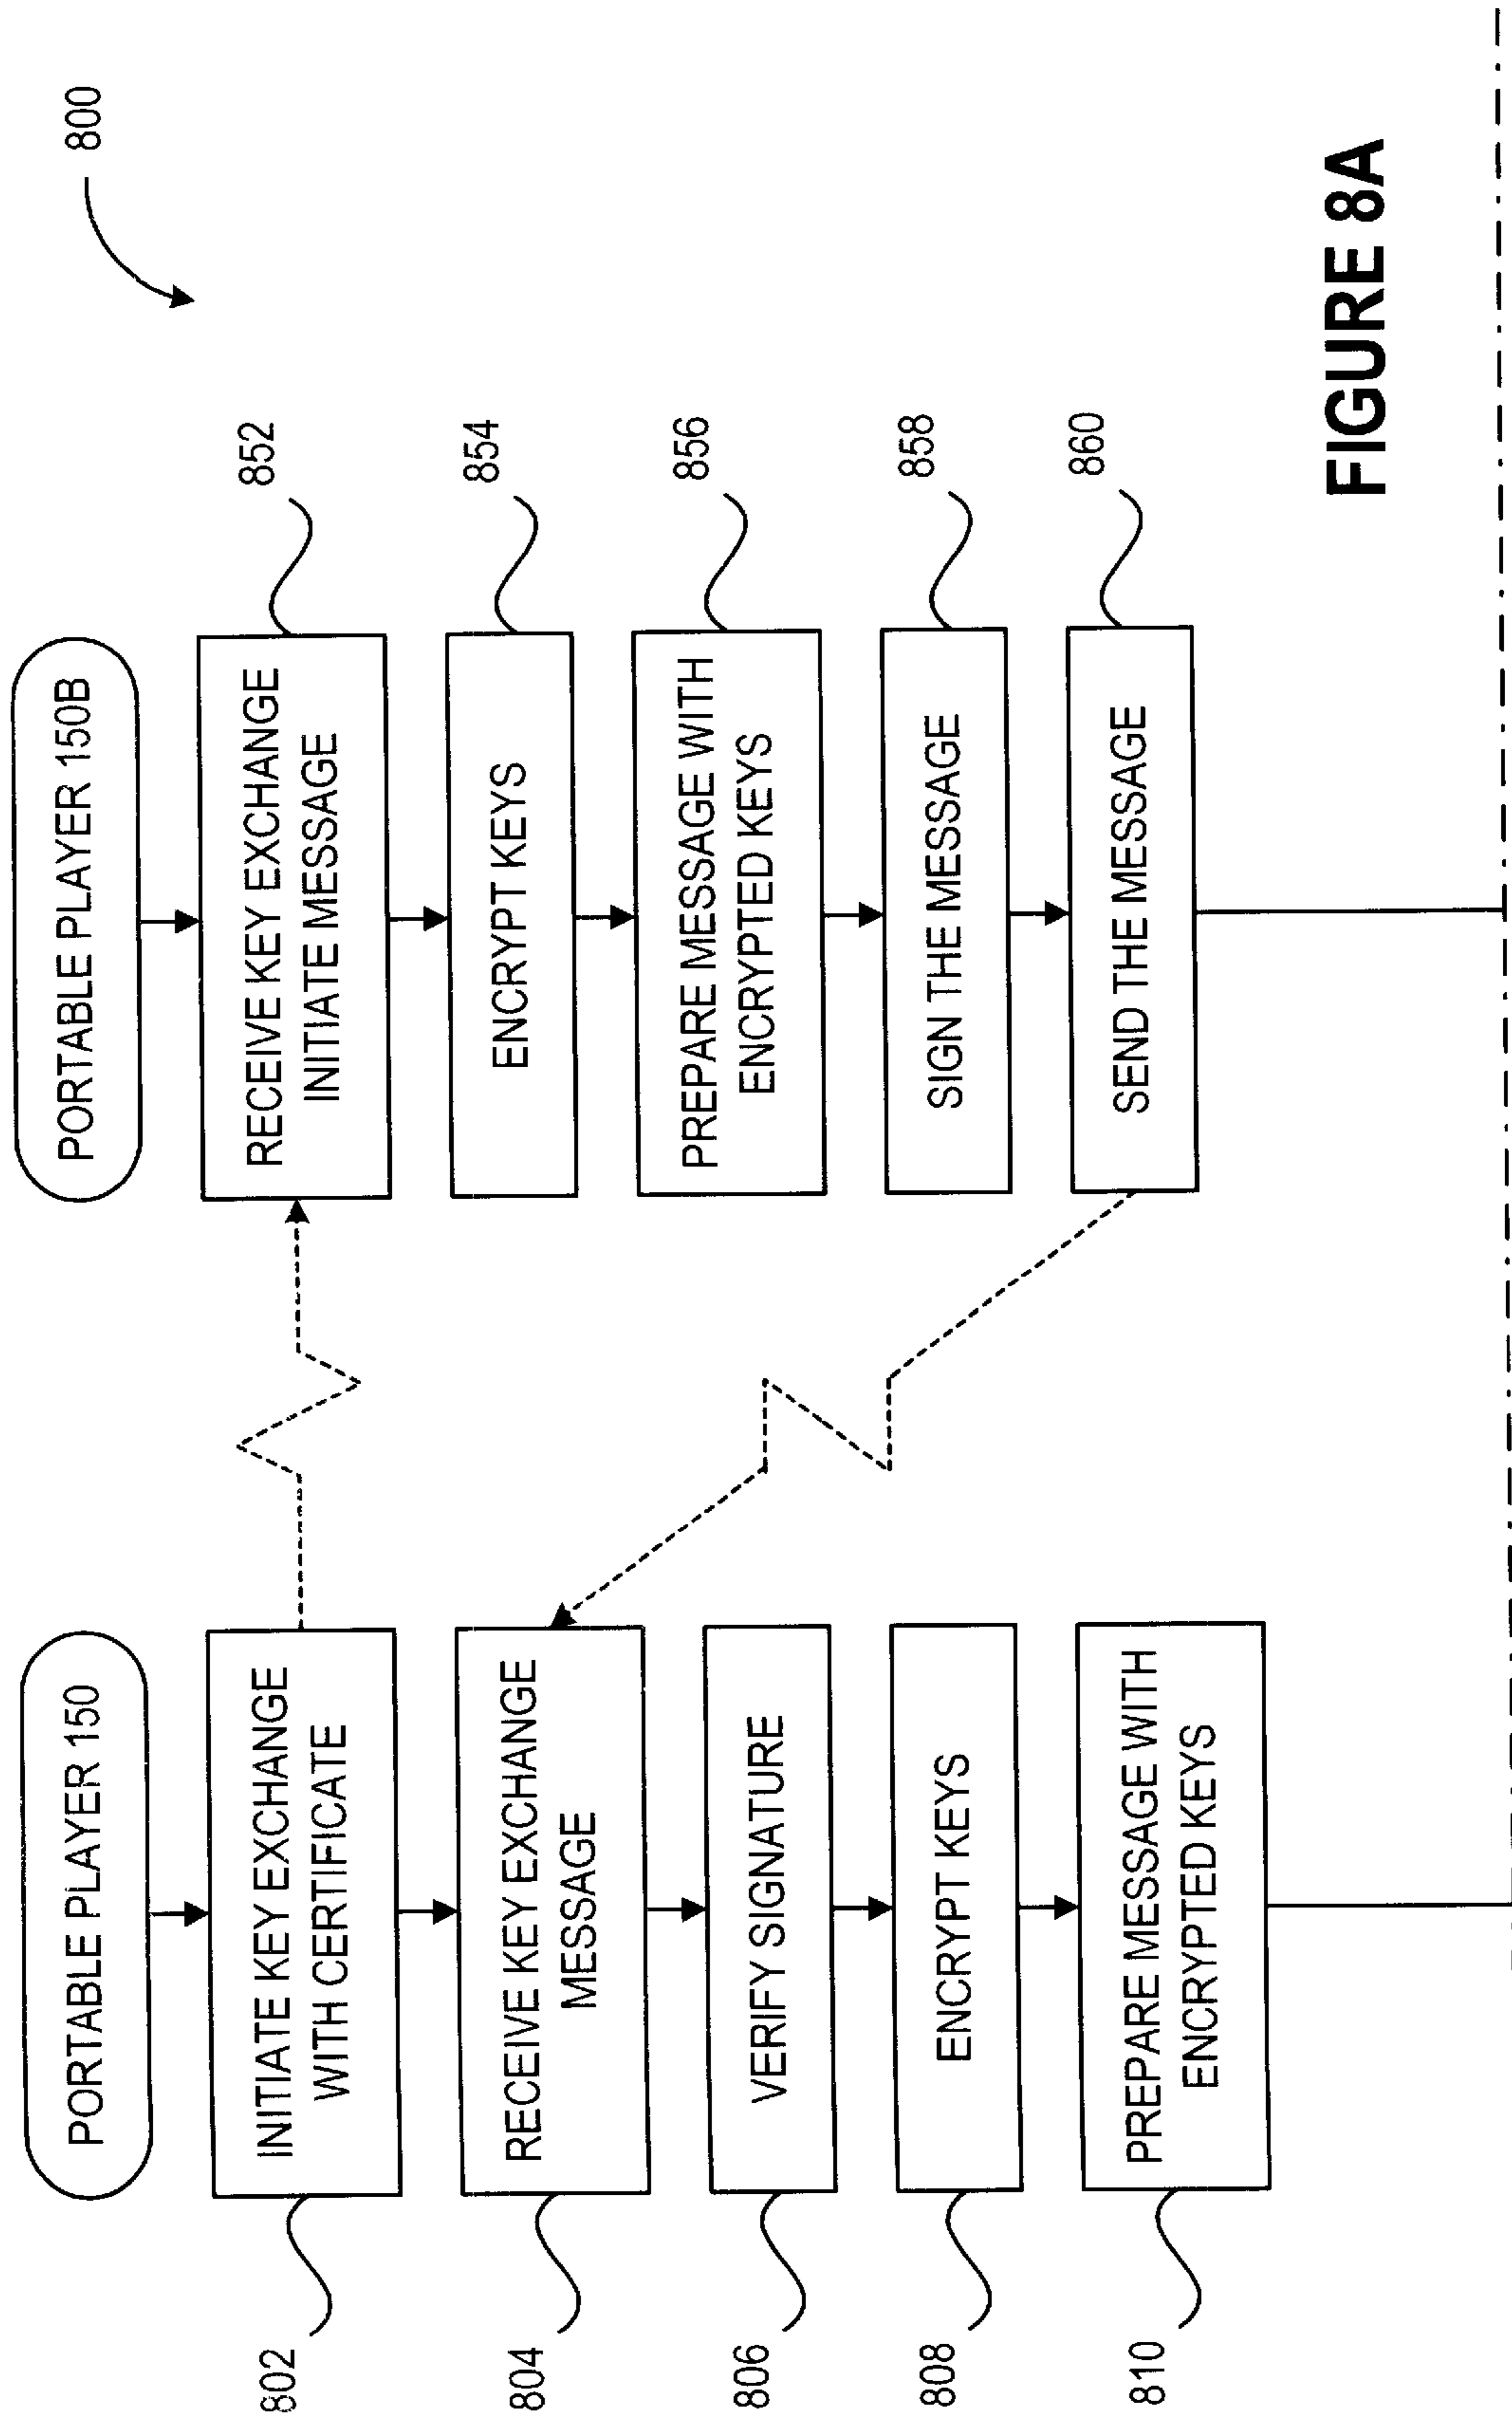 800
PORTABLE PLAYER 150
INITIATE KEY EXCHANGE
WITH CERTIFICATE
802
RECEIVE KEY EXCHANGE
MESSAGE
804
VERIFY SIGNATURE
806
ENCRYPT KEYS
808
PREPARE MESSAGE WITH
ENCRYPTED KEYS
810
PORTABLE PLAYER 150B
RECEIVE KEY EXCHANGE
INITIATE MESSAGE
852
ENCRYPT KEYS
854
PREPARE MESSAGE WITH
ENCRYPTED KEYS
856
SIGN THE MESSAGE
858
SEND THE MESSAGE
860
FIGURE 8A